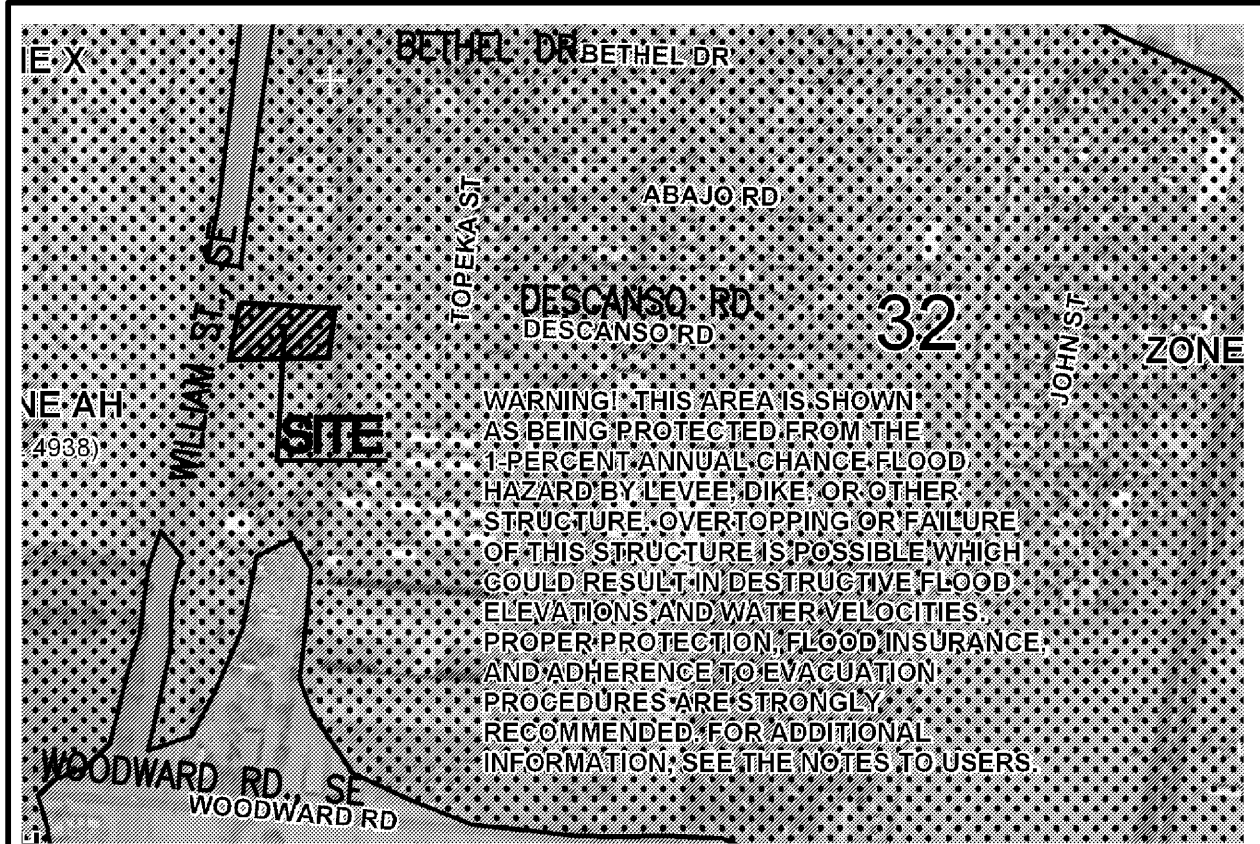 NE X
BETHEL DR.
BETHEL DR
ABAJO RD
TOPEKA ST
WILLIAM ST., SE
DESCANSO RD.
DESCANSO RD
32
JOHN ST
ZONE
NE AH
4938)
SITE
WARNING! THIS AREA IS SHOWN
AS BEING PROTECTED FROM THE
1-PERCENT ANNUAL CHANCE FLOOD
HAZARD BY LEVEE, DIKE, OR OTHER
STRUCTURE. OVERTOPPING OR FAILURE
OF THIS STRUCTURE IS POSSIBLE WHICH
COULD RESULT IN DESTRUCTIVE FLOOD
ELEVATIONS AND WATER VELOCITIES.
PROPER PROTECTION, FLOOD INSURANCE,
AND ADHERENCE TO EVACUATION
PROCEDURES ARE STRONGLY
RECOMMENDED. FOR ADDITIONAL
INFORMATION, SEE THE NOTES TO USERS.
WOODWARD RD., SE
WOODWARD RD